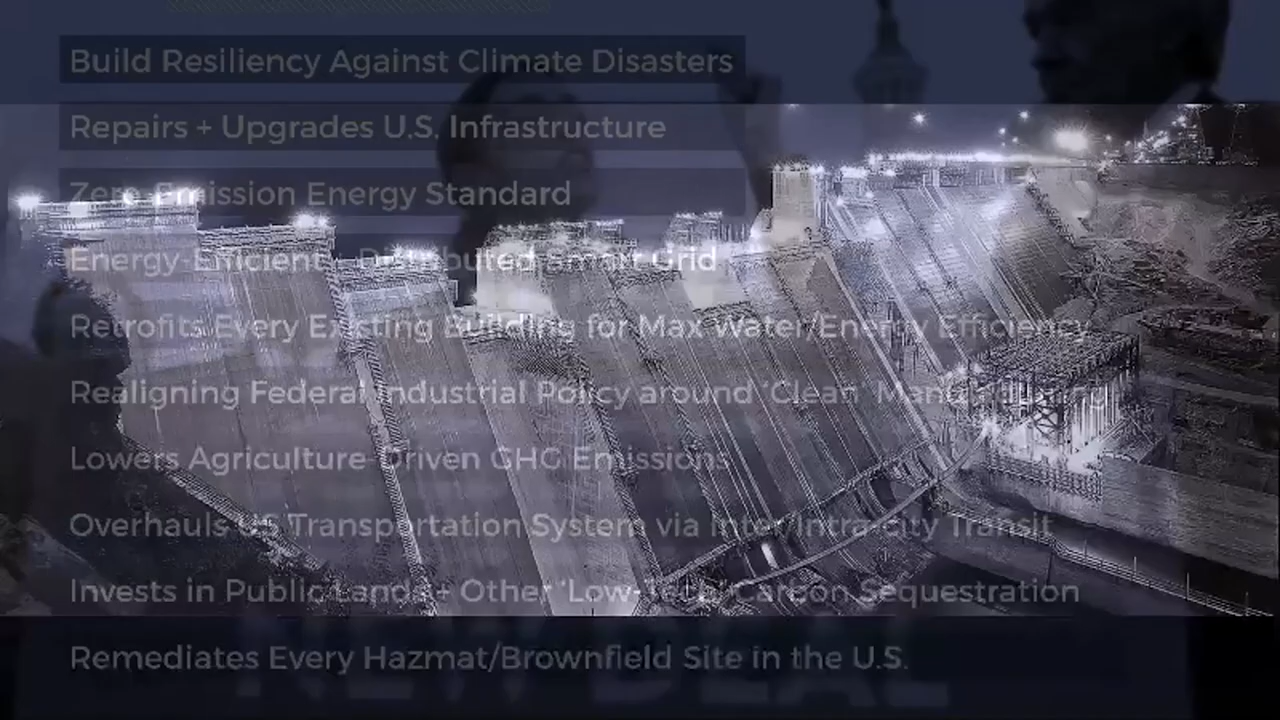 Build Resiliency Against Climate Disasters
Repairs + Upgrades U.S. Infrastructure
Zero-Emission Energy Standard
Energy-Efficient, Distributed Smart Grid
Retrofits Every Existing Building for Max Water/Energy Efficiency
Realigning Federal Industrial Policy around 'Clean' Manufacturing
Lowers Agriculture-Driven GHG Emissions
Overhauls US Transportation System via Inter/Intra-city Transit
Invests in Public Lands + Other 'Low-Tech' Carbon Sequestration
Remediates Every Hazmat/Brownfield Site in the U.S.
NEW DEAL